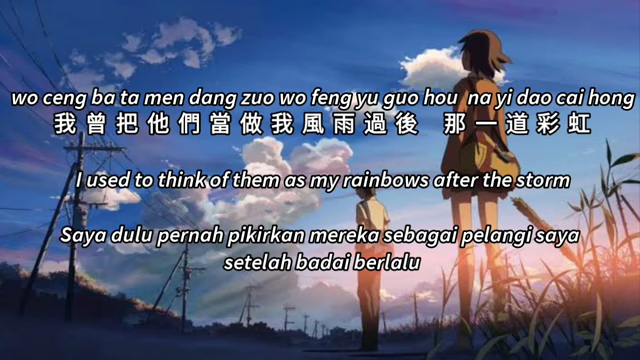 wo ceng ba ta men dang zuo wo feng yu guo hou na yi dao cai hong
我曾把他們當做我風雨過後 那一道彩虹
I used to think of them as my rainbows after the storm
Saya dulu pernah pikirkan mereka sebagai pelangi saya
setelah badai berlalu